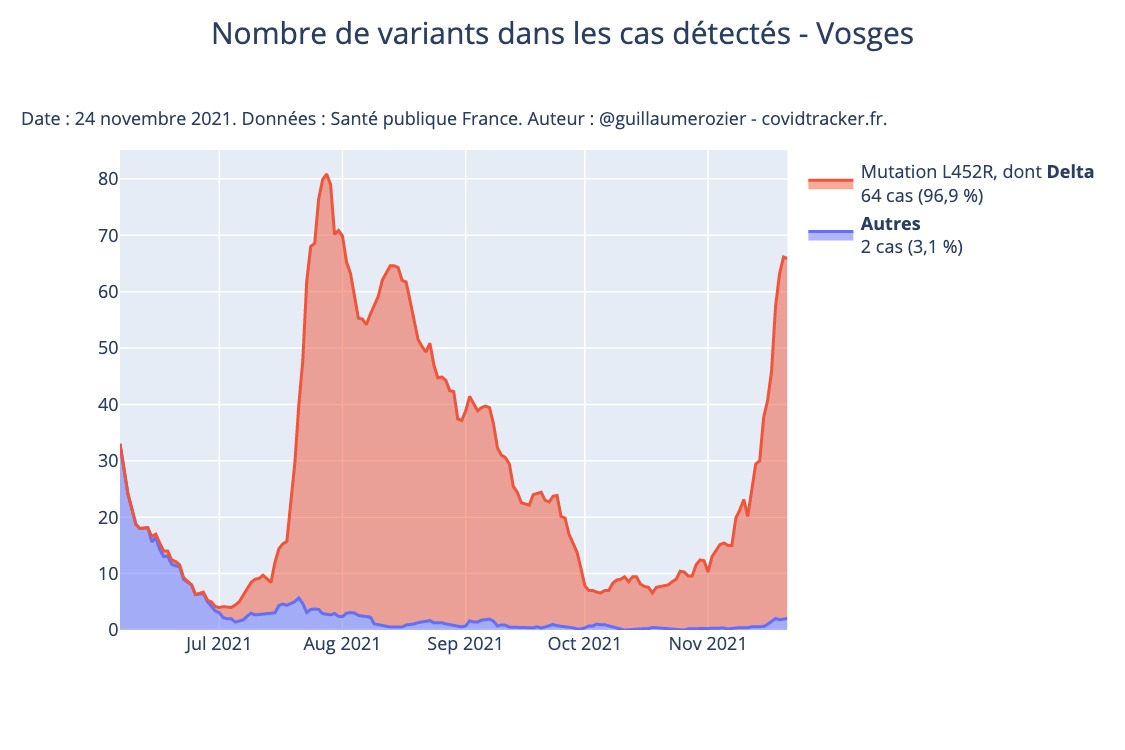 Nombre de variants dans les cas détectés - Vosges
Date : 24 novembre 2021. Données : Santé publique France. Auteur : @guillaumerozier - covidtracker.fr.
Mutation L452R, dont Delta
64 cas (96,9 %)
Autres
2 cas (3,1 %)
80
70
60
50
40
30
20
10
0
Jul 2021
Aug 2021
Sep 2021
Oct 2021
Nov 2021